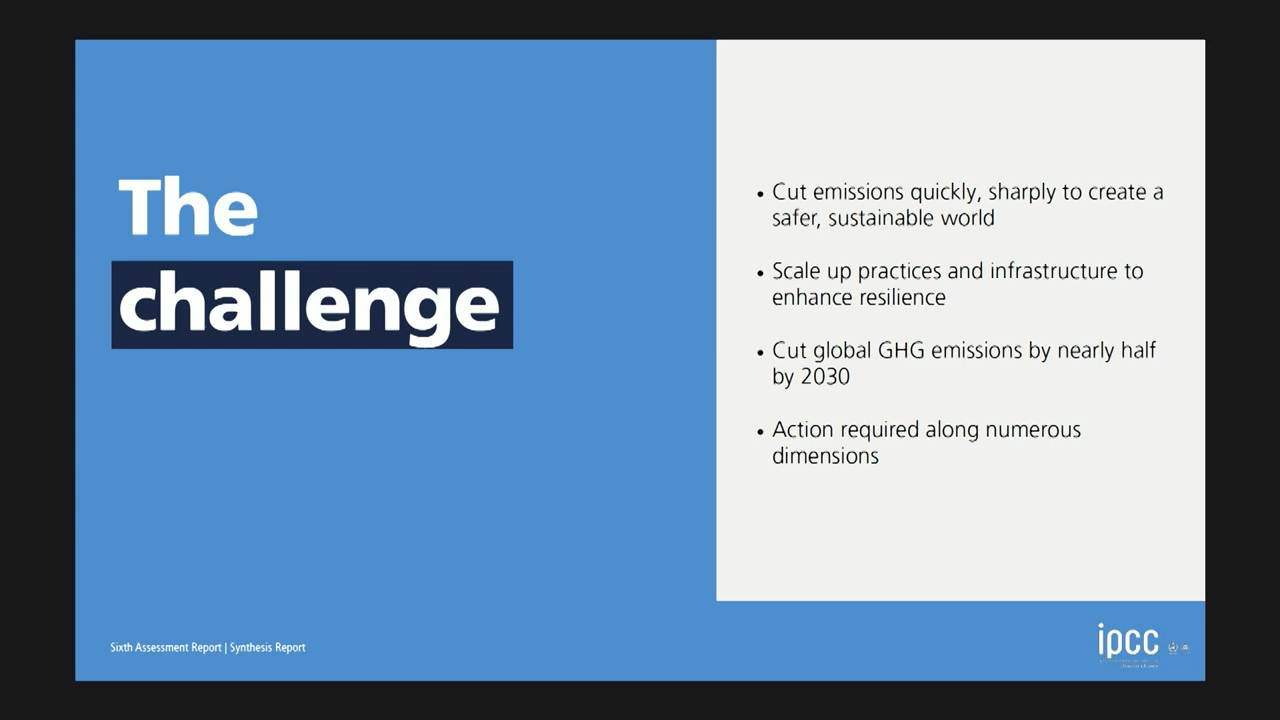 The
challenge
• Cut emissions quickly, sharply to create a
safer, sustainable world
• Scale up practices and infrastructure to
enhance resilience
• Cut global GHG emissions by nearly half
by 2030
• Action required along numerous
dimensions
Sixth Assessment Report | Synthesis Report
ipcc